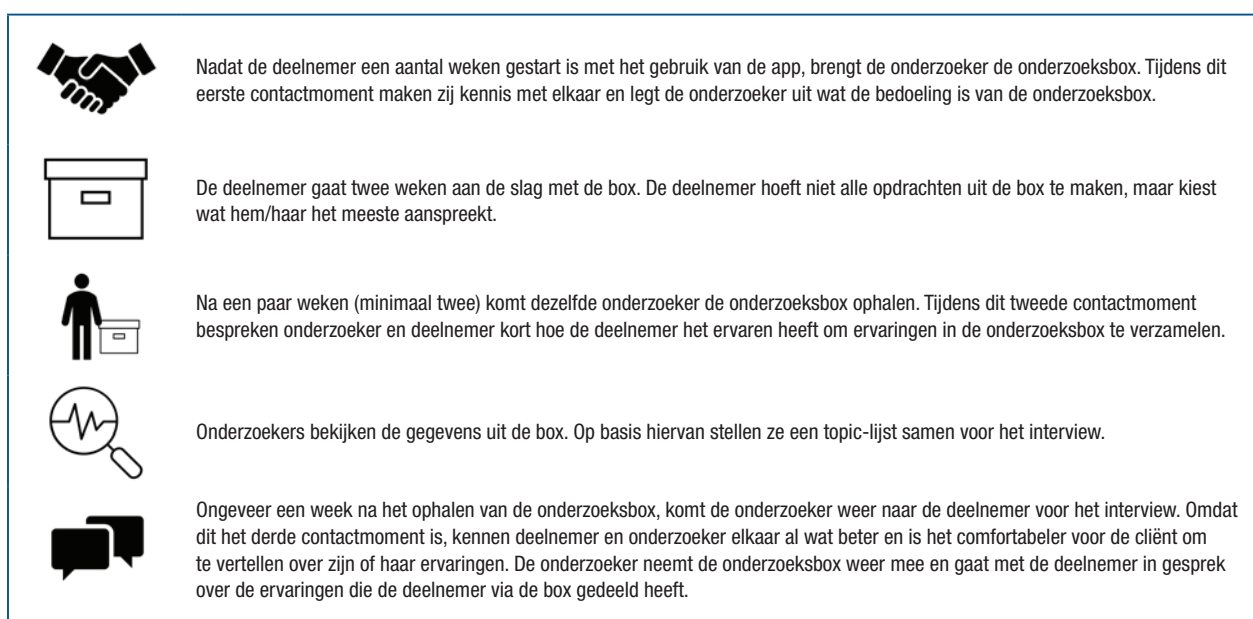 Nadat de deelnemer een aantal weken gestart is met het gebruik van de app, brengt de onderzoeker de onderzoeksbox. Tijdens dit
eerste contactmoment maken zij kennis met elkaar en legt de onderzoeker uit wat de bedoeling is van de onderzoeksbox.
De deelnemer gaat twee weken aan de slag met de box. De deelnemer hoeft niet alle opdrachten uit de box te maken, maar kiest
wat hem/haar het meeste aanspreekt.
Na een paar weken (minimaal twee) komt dezelfde onderzoeker de onderzoeksbox ophalen. Tijdens dit tweede contactmoment
bespreken onderzoeker en deelnemer kort hoe de deelnemer het ervaren heeft om ervaringen in de onderzoeksbox te verzamelen.
Onderzoekers bekijken de gegevens uit de box. Op basis hiervan stellen ze een topic-lijst samen voor het interview.
Ongeveer een week na het ophalen van de onderzoeksbox, komt de onderzoeker weer naar de deelnemer voor het interview. Omdat
dit het derde contactmoment is, kennen deelnemer en onderzoeker elkaar al wat beter en is het comfortabeler voor de cliënt om
te vertellen over zijn of haar ervaringen. De onderzoeker neemt de onderzoeksbox weer mee en gaat met de deelnemer in gesprek
over de ervaringen die de deelnemer via de box gedeeld heeft.